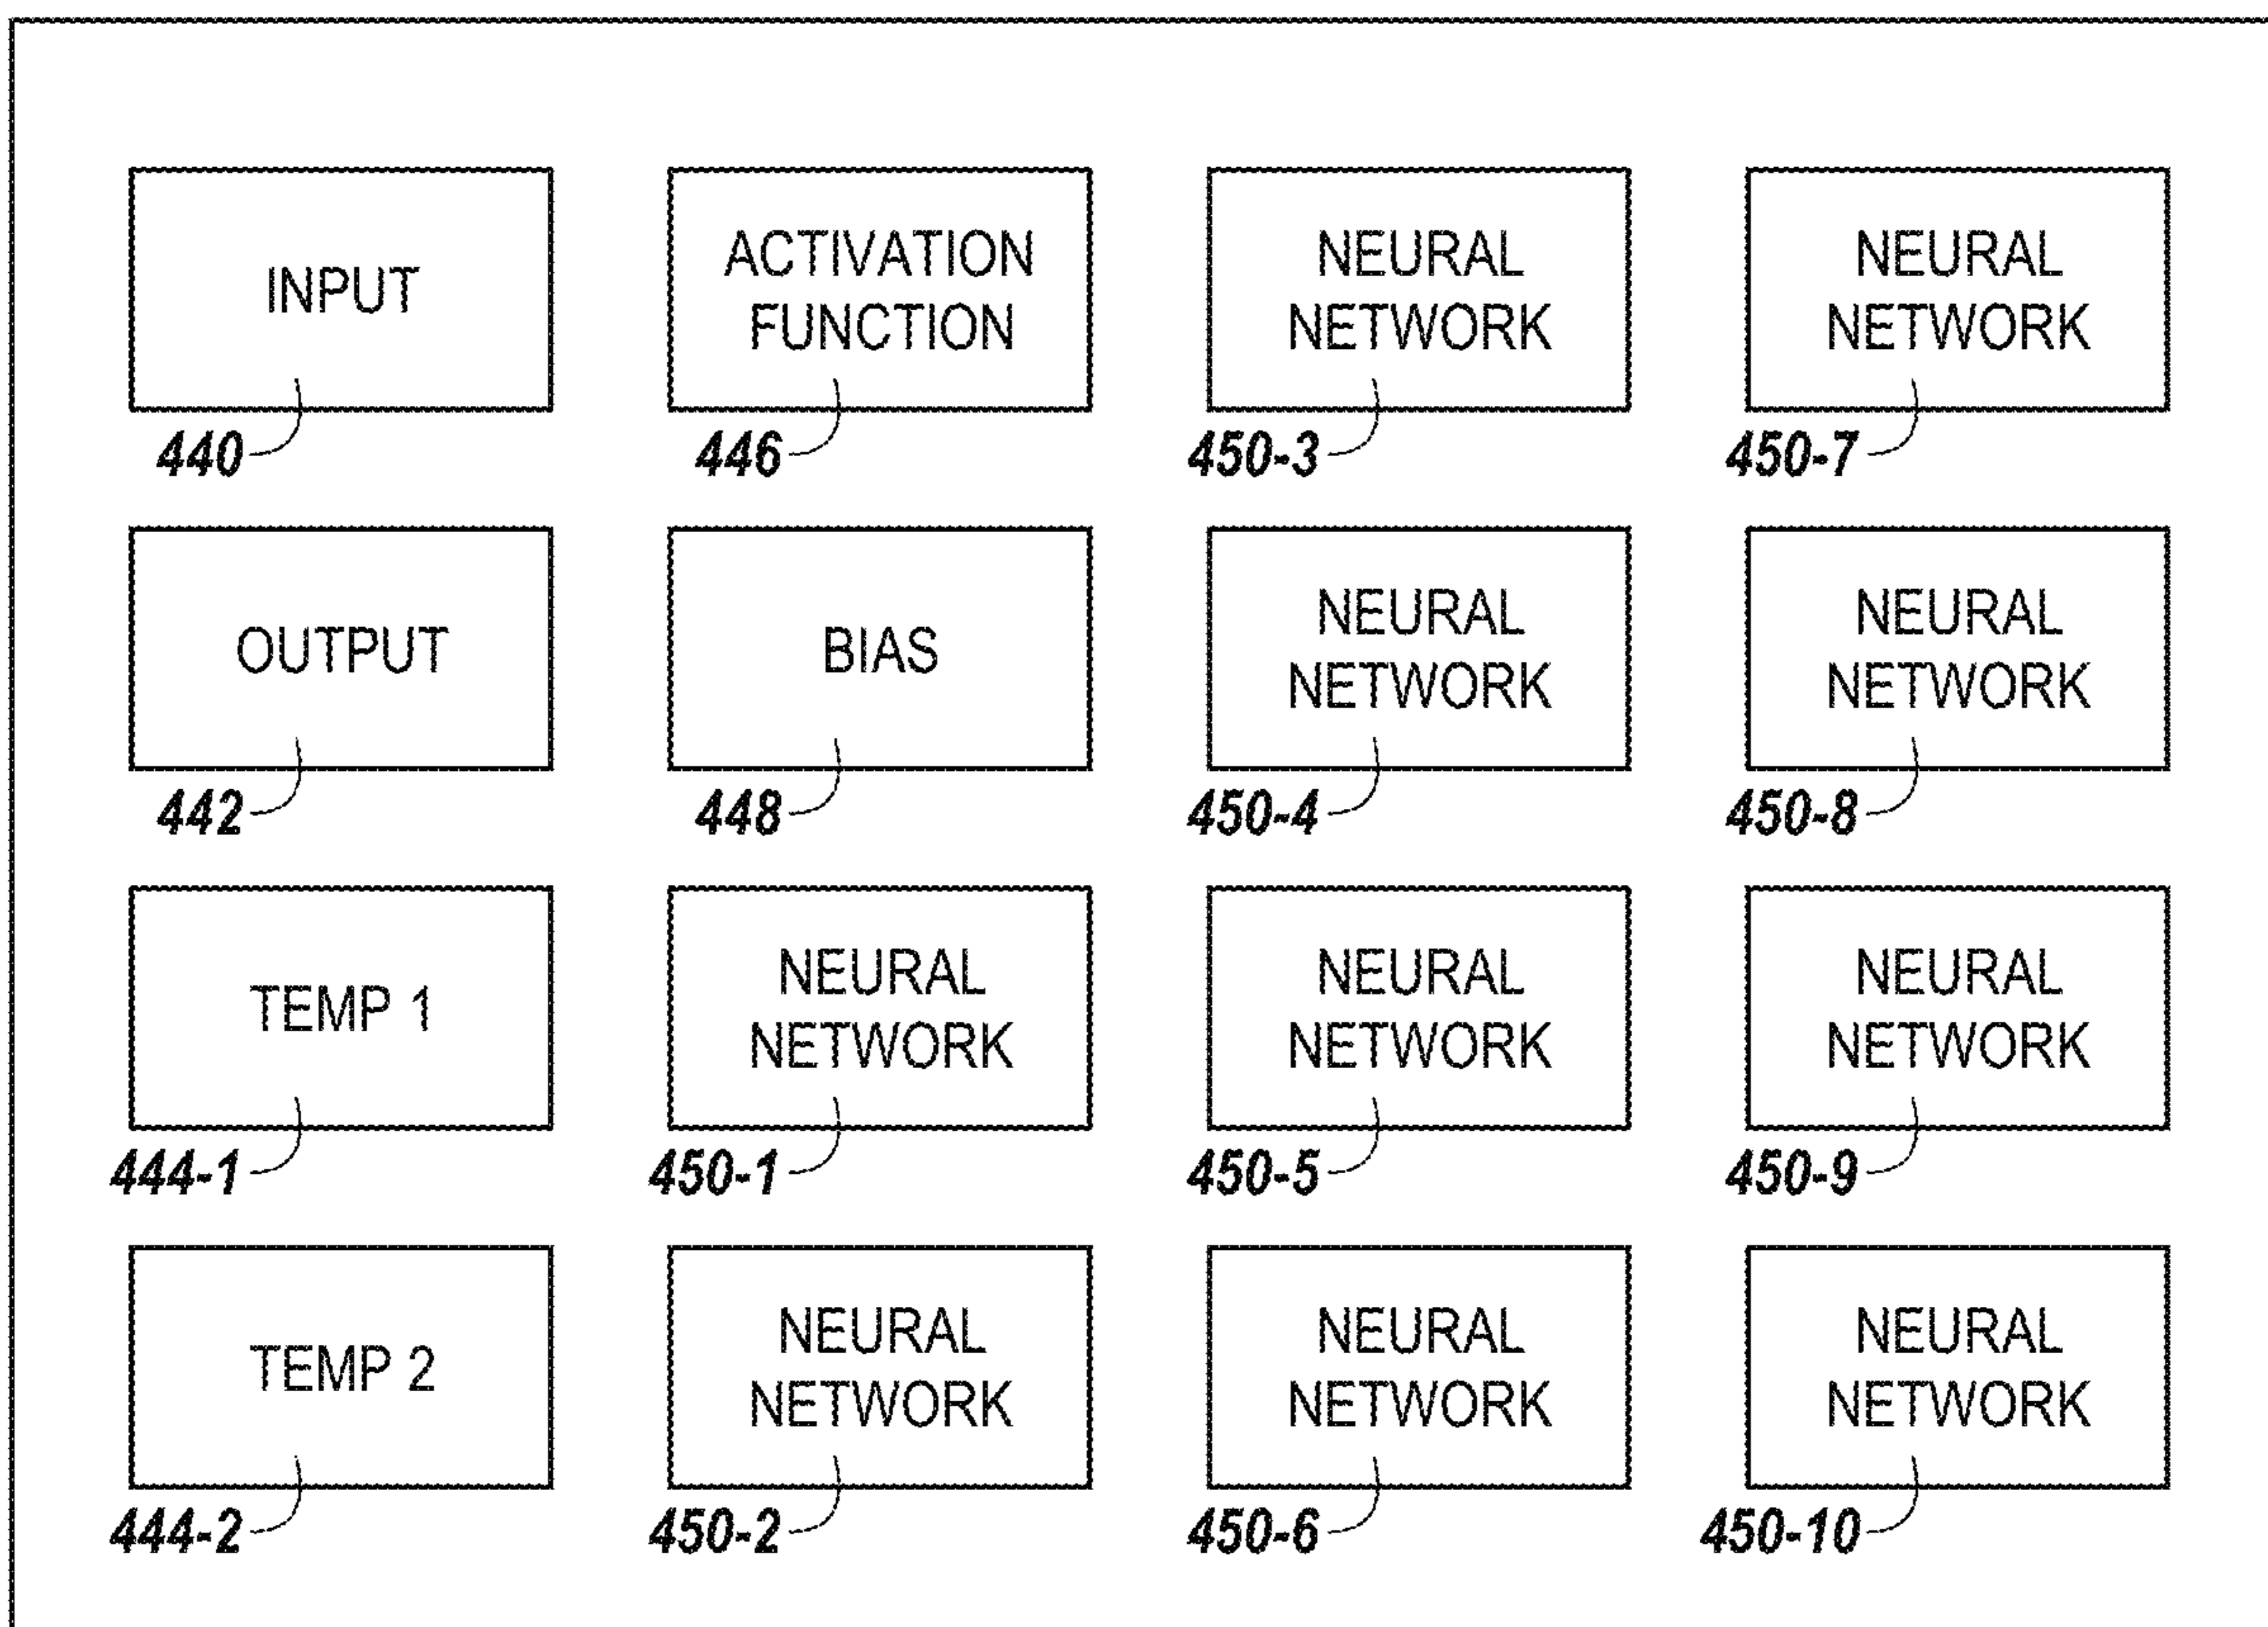 INPUT
440
ACTIVATION
FUNCTION
446
NEURAL
NETWORK
450-3
NEURAL
NETWORK
450-7
OUTPUT
442
BIAS
448
NEURAL
NETWORK
450-4
NEURAL
NETWORK
450-8
TEMP 1
444-1
NEURAL
NETWORK
450-1
NEURAL
NETWORK
450-5
NEURAL
NETWORK
450-9
TEMP 2
444-2
NEURAL
NETWORK
450-2
NEURAL
NETWORK
450-6
NEURAL
NETWORK
450-10